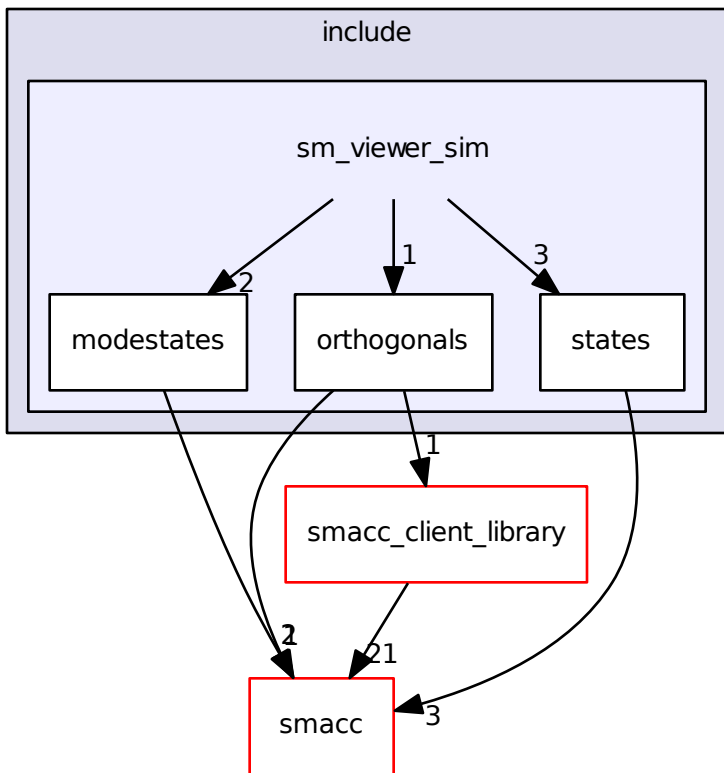 include
sm_viewer_sim
2
1
3
modestates
orthogonals
states
1
smacc_client_library
2
1
21
3
smacc